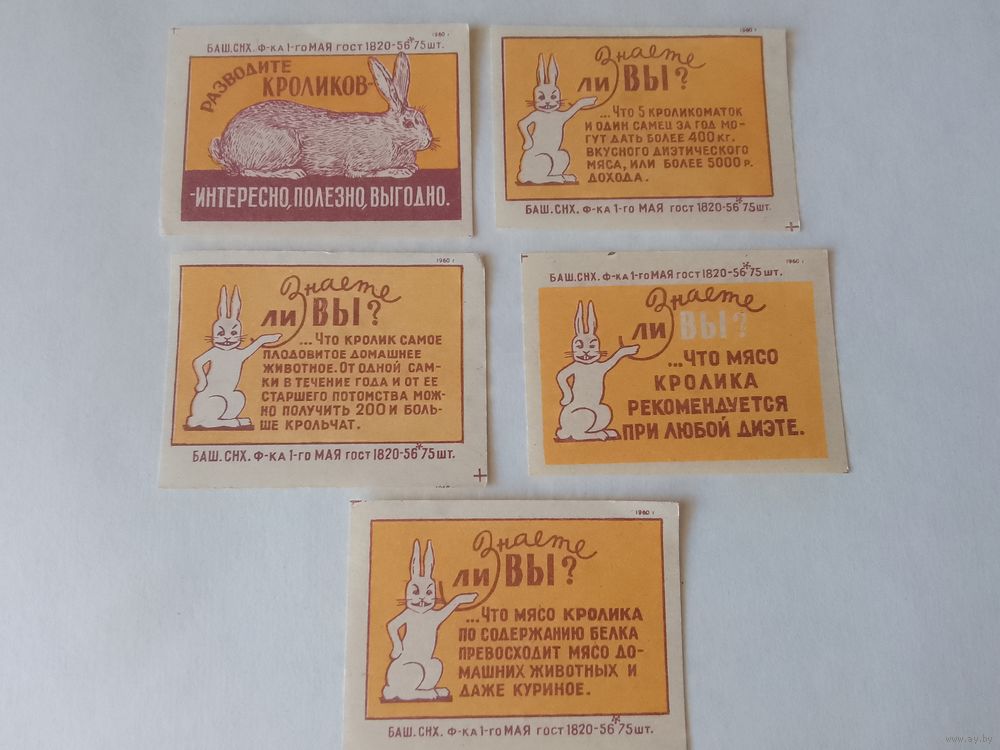 1960 г
БАШ.СНХ. Ф-КА 1-ГО МАЯ ГОСТ 1820-56* 75 ШТ.
РАЗВОДИТЕ
КРОЛИКОВ-
-ИНТЕРЕСНО, ПОЛЕЗНО, ВЫГОДНО.
1960 г
Знаете
ЛИ ВЫ?
...ЧТО 5 КРОЛИКОМАТОК
И ОДИН САМЕЦ ЗА ГОД МО-
ГУТ ДАТЬ БОЛЕЕ 400 КГ.
ВКУСНОГО ДИЭТИЧЕСКОГО
МЯСА, ИЛИ БОЛЕЕ 5000 Р.
ДОХОДА.
БАШ. СНХ. Ф-КА 1-ГО МАЯ ГОСТ 1820-56* 75 ШТ.
1960 г
Знаете
ЛИ ВЫ?
...ЧТО КРОЛИК САМОЕ
ПЛОДОВИТОЕ ДОМАШНЕЕ
ЖИВОТНОЕ. ОТ ОДНОЙ САМ-
КИ В ТЕЧЕНИЕ ГОДА И ОТ ЕЕ
СТАРШЕГО ПОТОМСТВА МОЖ-
НО ПОЛУЧИТЬ 200 И БОЛЬ-
ШЕ КРОЛЬЧАТ.
БАШ. СНХ. Ф-КА 1-ГО МАЯ ГОСТ 1820-56* 75 ШТ.
1960 г
БАШ.СНХ. Ф-КА 1-ГО МАЯ ГОСТ 1820-56* 75 ШТ.
Знаете
ЛИ ВЫ?
...ЧТО МЯСО
КРОЛИКА
РЕКОМЕНДУЕТСЯ
ПРИ ЛЮБОЙ ДИЭТЕ.
1960 г
Знаете
ЛИ ВЫ?
...ЧТО МЯСО КРОЛИКА
ПО СОДЕРЖАНИЮ БЕЛКА
ПРЕВОСХОДИТ МЯСО ДО-
МАШНИХ ЖИВОТНЫХ И
ДАЖЕ КУРИНОЕ.
БАШ. СНХ. Ф-КА 1-ГО МАЯ ГОСТ 1820-56* 75 ШТ.
www.ay.by